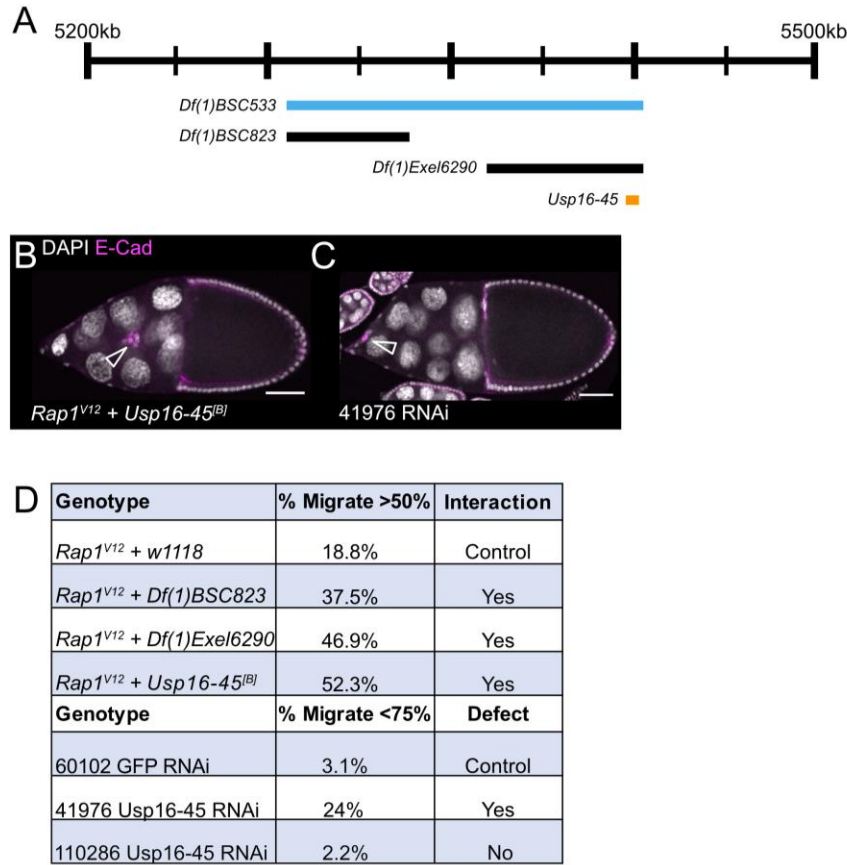 A
5200kb 5500kb
Df(1)BSC533
Df(1)BSC823
Df(1)Exel6290
Usp16-45
B DAPI E-Cad C
Rap1V12 + Usp16-45[B] 41976 RNAi
D
Genotype % Migrate >50% Interaction
Rap1V12 + w1118 18.8% Control
Rap1V12 + Df(1)BSC823 37.5% Yes
Rap1V12 + Df(1)Exel6290 46.9% Yes
Rap1V12 + Usp16-45[B] 52.3% Yes
Genotype % Migrate <75% Defect
60102 GFP RNAi 3.1% Control
41976 Usp16-45 RNAi 24% Yes
110286 Usp16-45 RNAi 2.2% No